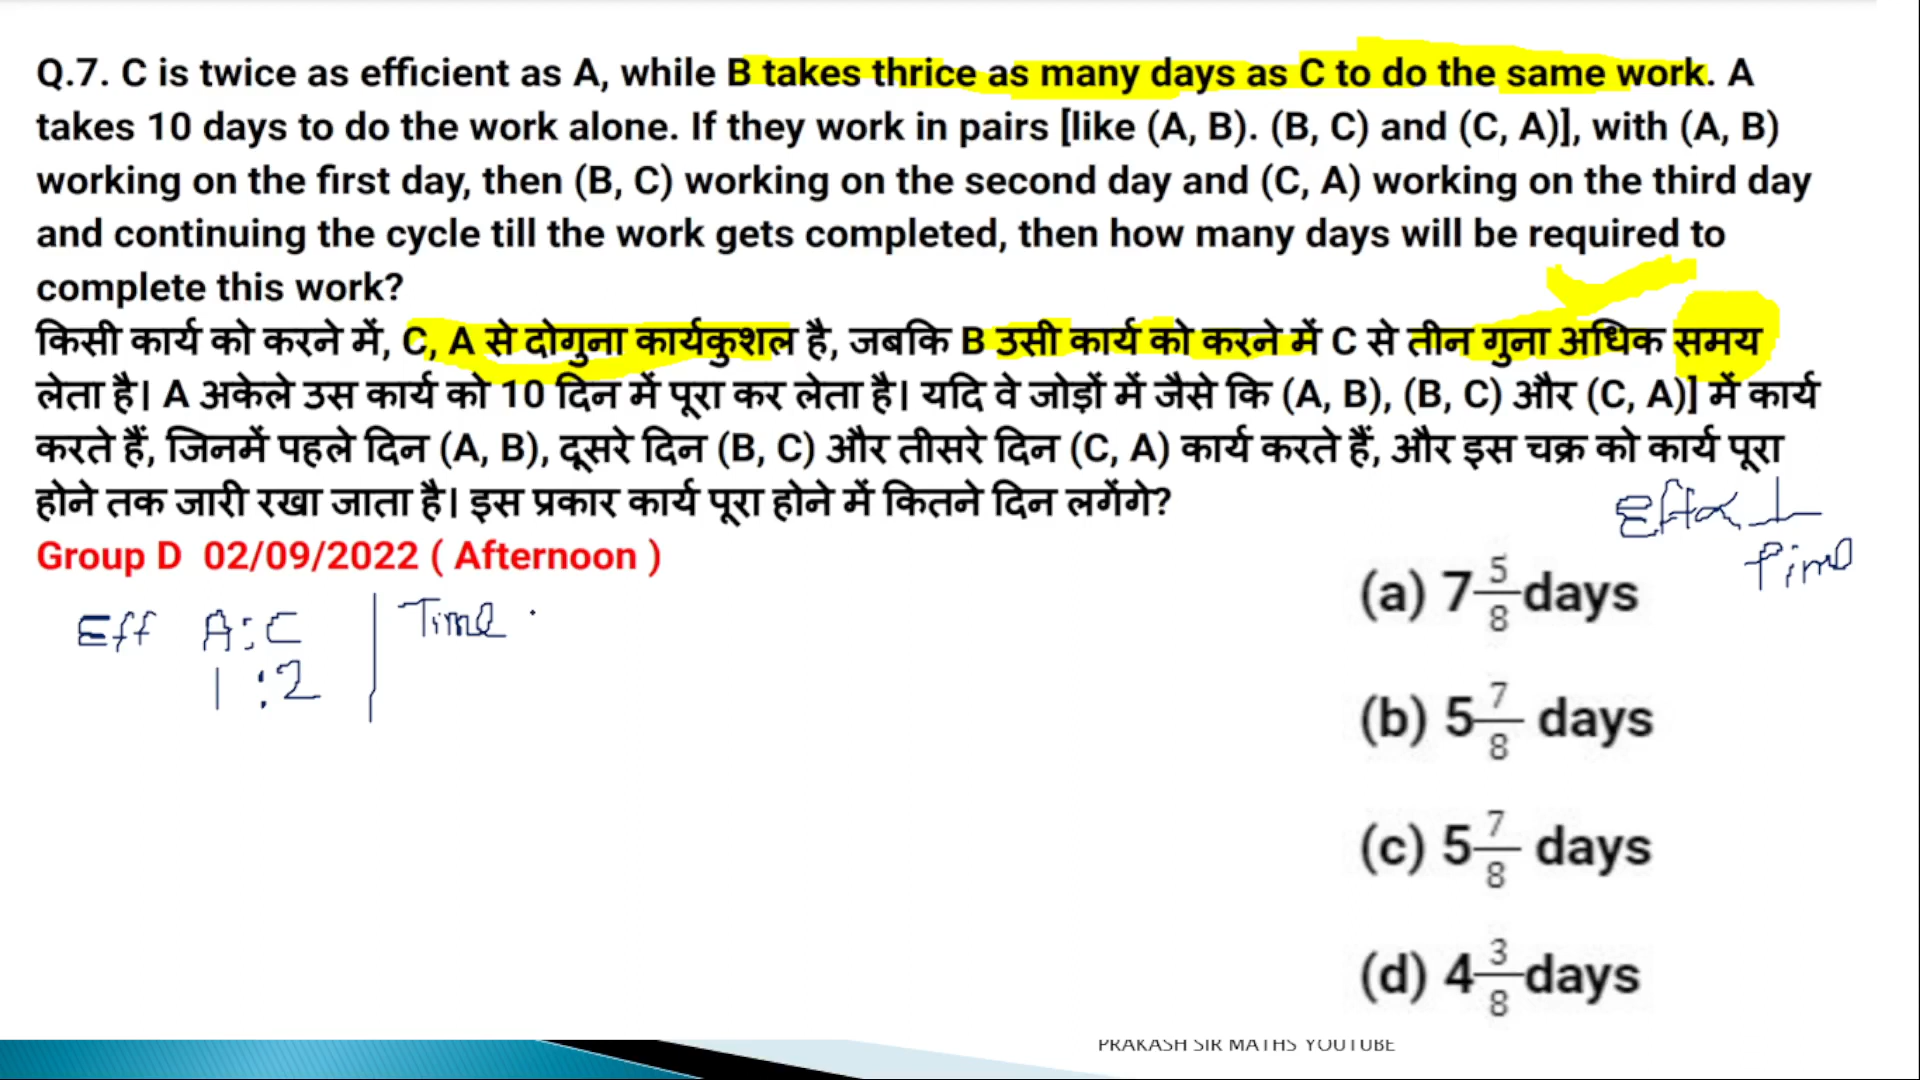 Q.7. C is twice as efficient as A, while B takes thrice as many days as C to do the same work. A
takes 10 days to do the work alone. If they work in pairs [like (A, B). (B, C) and (C, A)], with (A, B)
working on the first day, then (B, C) working on the second day and (C, A) working on the third day
and continuing the cycle till the work gets completed, then how many days will be required to
complete this work?
किसी कार्य को करने में, C, A से दोगुना कार्यकुशल है, जबकि B उसी कार्य को करने में C से तीन गुना अधिक समय
लेता है। A अकेले उस कार्य को 10 दिन में पूरा कर लेता है। यदि वे जोड़ों में जैसे कि (A, B), (B, C) और (C, A)] में कार्य
करते हैं, जिनमें पहले दिन (A, B), दूसरे दिन (B, C) और तीसरे दिन (C, A) कार्य करते हैं, और इस चक्र को कार्य पूरा
होने तक जारी रखा जाता है। इस प्रकार कार्य पूरा होने में कितने दिन लगेंगे?
Group D 02/09/2022 ( Afternoon )
Eff α 1/Time
Eff A:C | Time :
1:2
(a) 7 5/8 days
(b) 5 7/8 days
(c) 5 7/8 days
(d) 4 3/8 days
PRAKASH SIR MATHS YOUTUBE